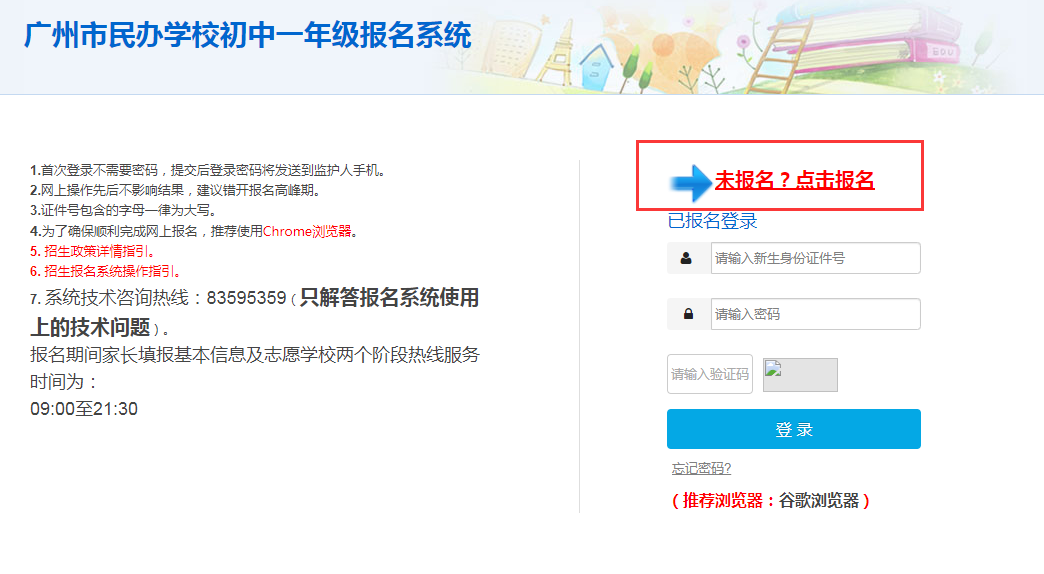 广州市民办学校初中一年级报名系统
EDU
1.首次登录不需要密码，提交后登录密码将发送到监护人手机。
2.网上操作先后不影响结果，建议错开报名高峰期。
3.证件号包含的字母一律为大写。
4.为了确保顺利完成网上报名，推荐使用Chrome浏览器。
5. 招生政策详情指引。
6. 招生报名系统操作指引。
7. 系统技术咨询热线：83595359（只解答报名系统使用
上的技术问题）。
报名期间家长填报基本信息及志愿学校两个阶段热线服务
时间为：
09:00至21:30
未报名？点击报名
已报名登录
请输入新生身份证件号
请输入密码
请输入验证码
登 录
忘记密码?
（推荐浏览器：谷歌浏览器）